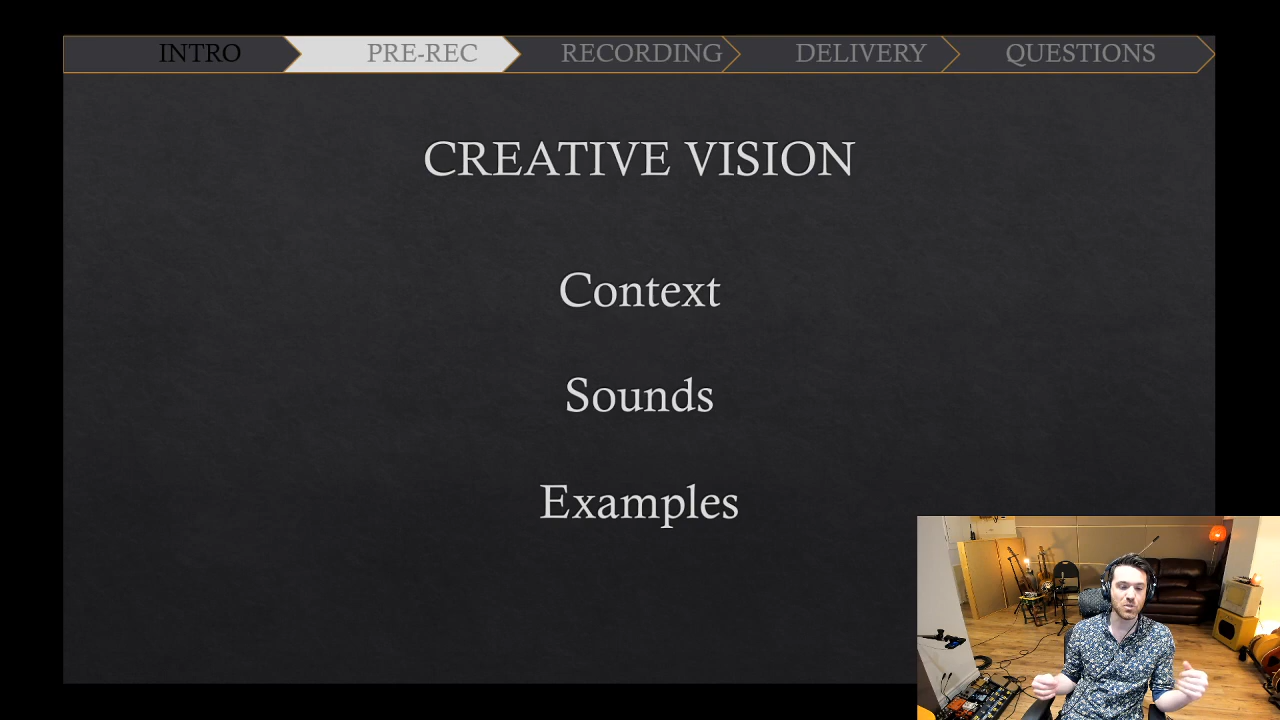 INTRO PRE-REC RECORDING DELIVERY QUESTIONS
CREATIVE VISION
Context
Sounds
Examples